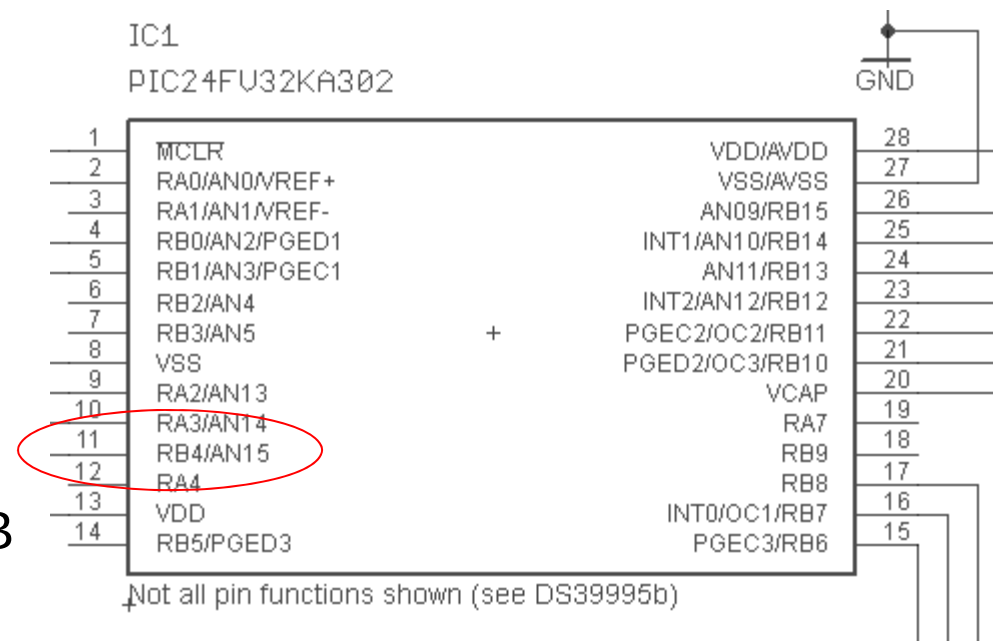 IC1
PIC24FV32KA302
GND
1 MCLR VDD/AVDD 28
2 RA0/AN0/VREF+ VSS/AVSS 27
3 RA1/AN1/VREF- AN09/RB15 26
4 RB0/AN2/PGED1 INT1/AN10/RB14 25
5 RB1/AN3/PGEC1 AN11/RB13 24
6 RB2/AN4 INT2/AN12/RB12 23
7 RB3/AN5 + PGEC2/OC2/RB11 22
8 VSS PGED2/OC3/RB10 21
9 RA2/AN13 VCAP 20
10 RA3/AN14 RA7 19
11 RB4/AN15 RB9 18
12 RA4 RB8 17
13 VDD INT0/OC1/RB7 16
B
14 RB5/PGED3 PGEC3/RB6 15
Not all pin functions shown (see DS39995b)